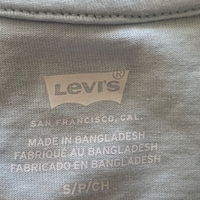 Levi's®
SAN FRANCISCO, CAL.
MADE IN BANGLADESH
FABRIQUÉ AU BANGLADESH
FABRICADO EN BANGLADESH
S/P/CH